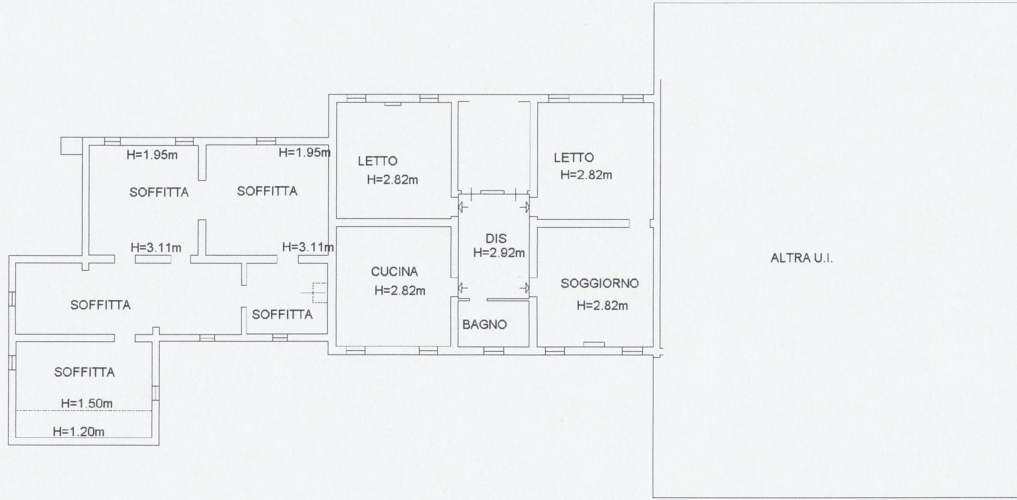 H=1.95m
SOFFITTA
H=3.11m
H=1.95m
SOFFITTA
H=3.11m
SOFFITTA
SOFFITTA
SOFFITTA
H=1.50m
H=1.20m
LETTO
H=2.82m
CUCINA
H=2.82m
DIS
H=2.92m
BAGNO
LETTO
H=2.82m
SOGGIORNO
H=2.82m
ALTRA U.I.